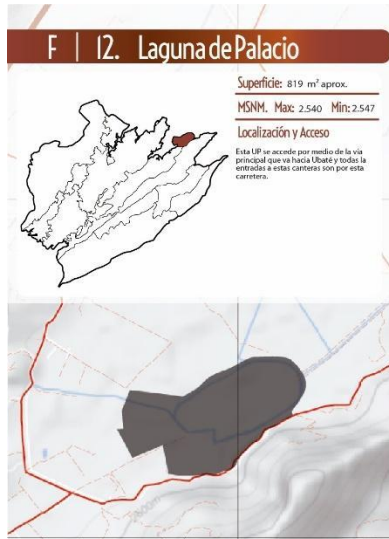 F | 12. Laguna de Palacio
Superficie: 819 m² aprox.
MSNM. Max: 2.540 Min: 2.547
Localización y Acceso
Esta UP se accede por medio de la via
principal que va hacia Ubaté y todas la
entradas a estas canteras son por esta
carretera.